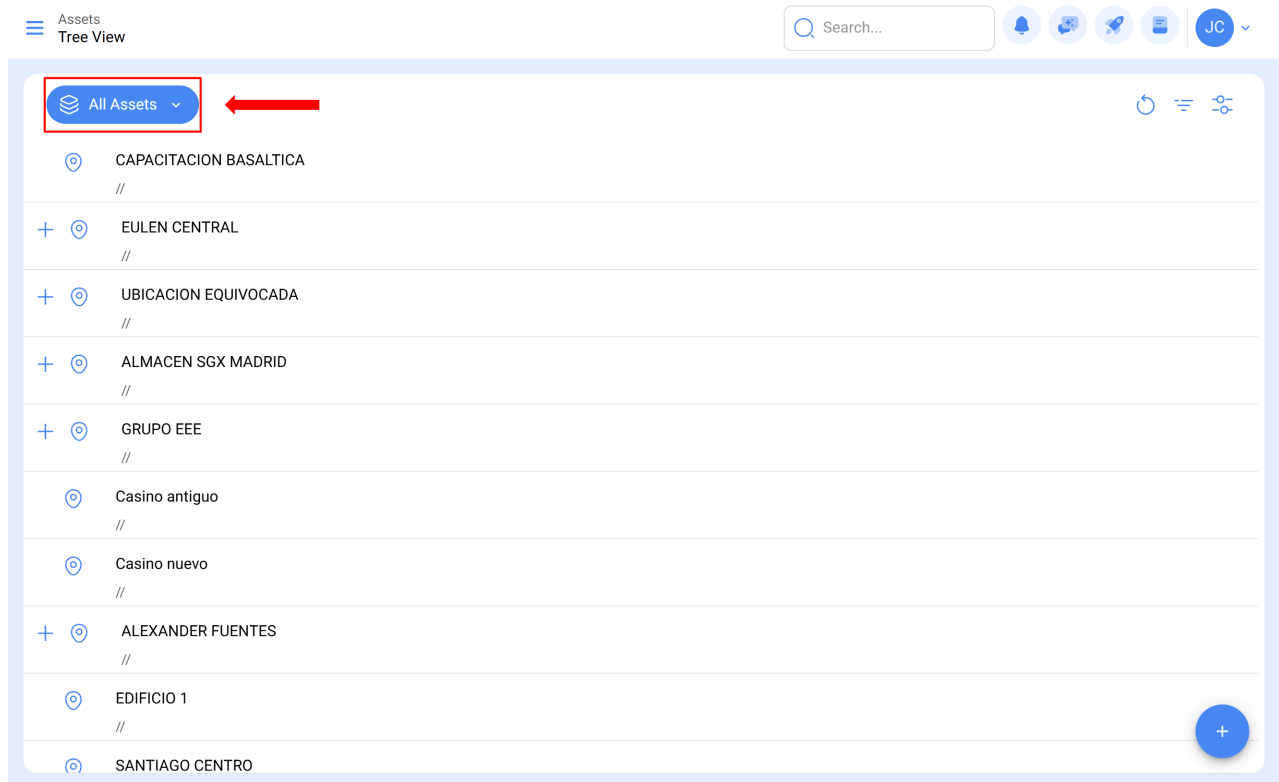 Assets
Tree View
Search...
JC
All Assets
CAPACITACION BASALTICA
//
EULEN CENTRAL
//
UBICACION EQUIVOCADA
//
ALMACEN SGX MADRID
//
GRUPO EEE
//
Casino antiguo
//
Casino nuevo
//
ALEXANDER FUENTES
//
EDIFICIO 1
//
SANTIAGO CENTRO